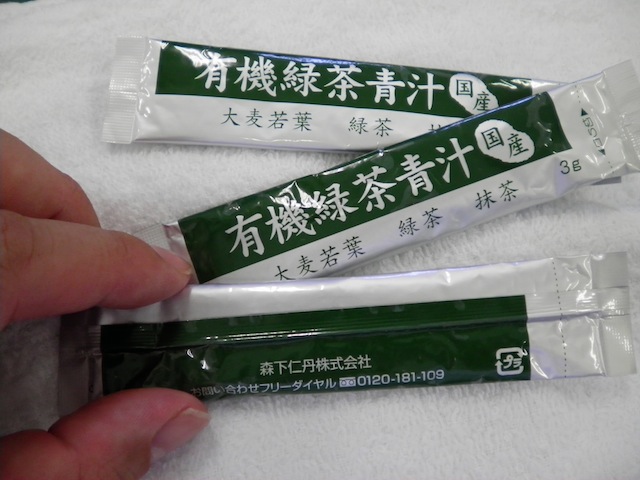 有機緑茶青汁 国産
大麦若葉 緑茶
有機緑茶青汁 国産
大麦若葉 緑茶 抹茶 3g
森下仁丹株式会社
お問い合わせフリーダイヤル 0120-181-109
プラ